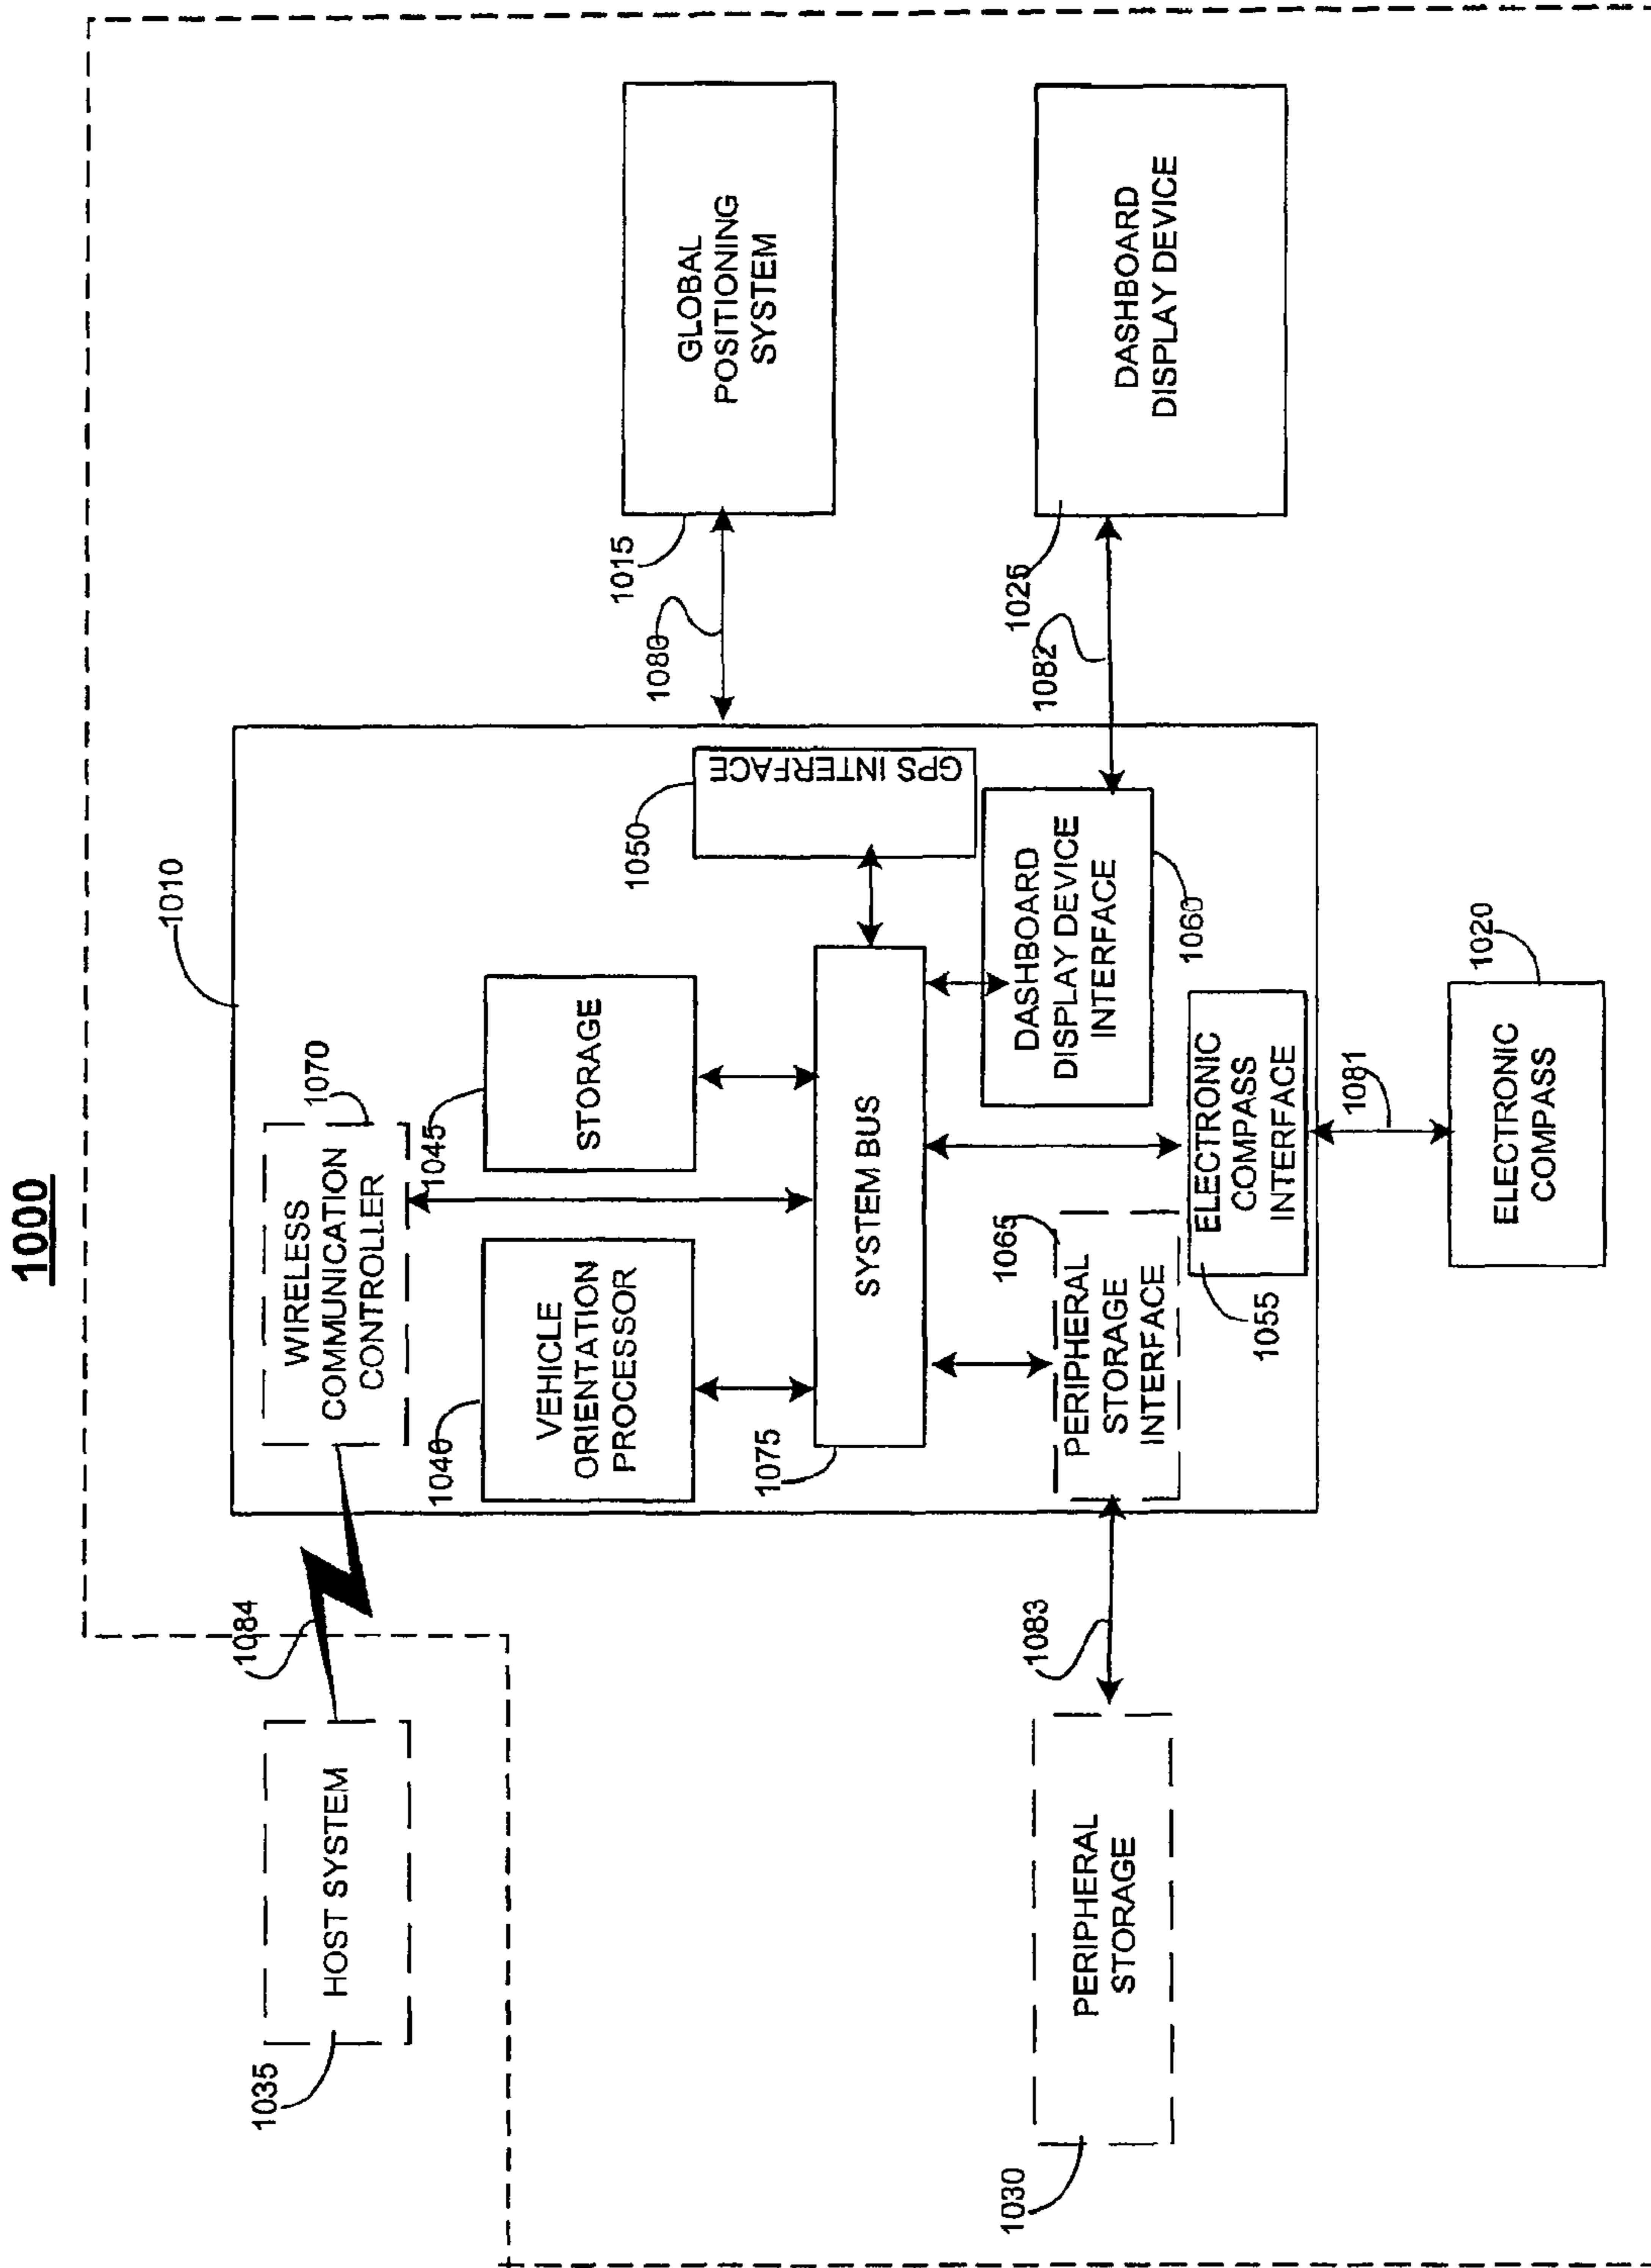 1000
1010
1084
HOST SYSTEM
1035
WIRELESS
COMMUNICATION
CONTROLLER
1070
1040
VEHICLE
ORIENTATION
PROCESSOR
1045
STORAGE
GLOBAL
POSITIONING
SYSTEM
1015
1080
1050
GPS INTERFACE
1075
SYSTEM BUS
DASHBOARD
DISPLAY DEVICE
INTERFACE
1060
1082
1025
DASHBOARD
DISPLAY DEVICE
1030
PERIPHERAL
STORAGE
1083
1065
PERIPHERAL
STORAGE
INTERFACE
1055
ELECTRONIC
COMPASS
INTERFACE
1081
1020
ELECTRONIC
COMPASS